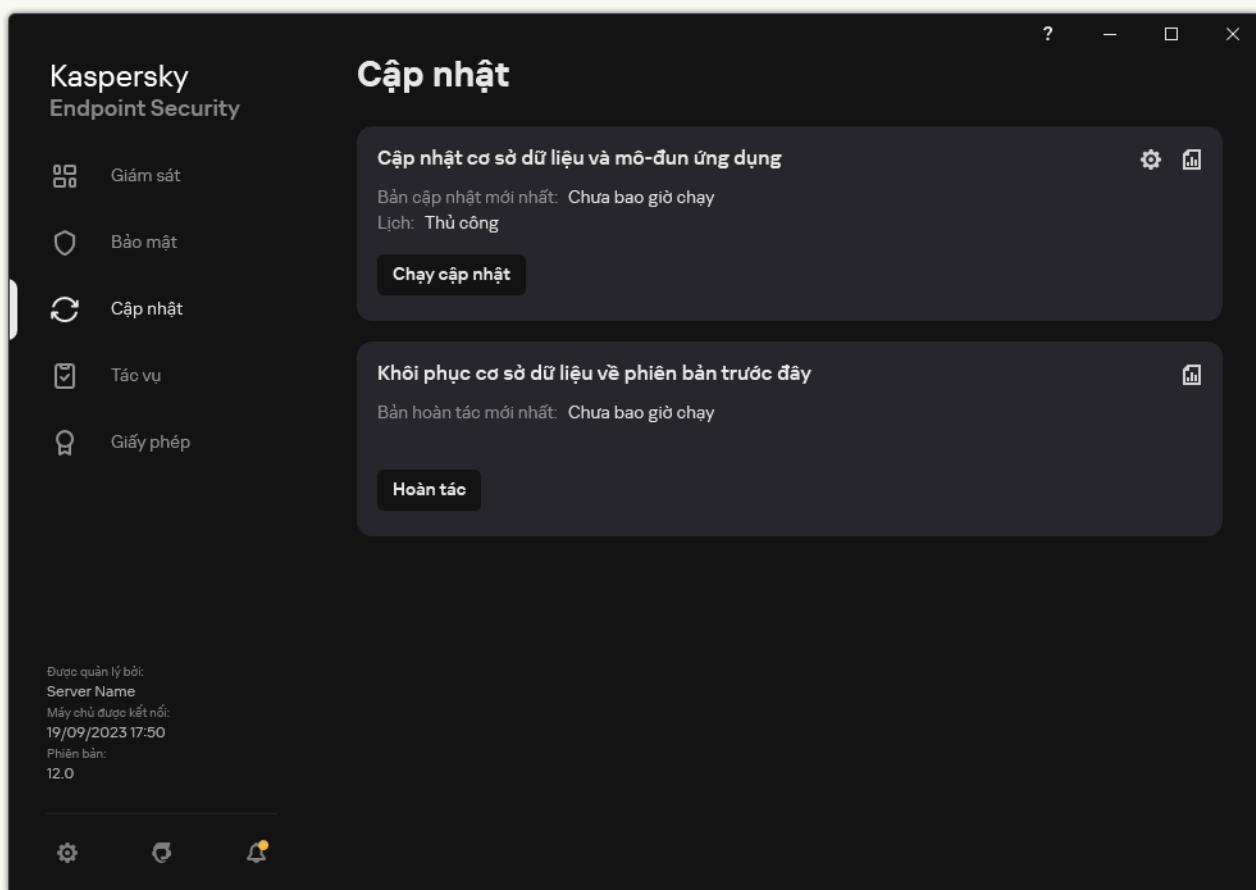 ?
Kaspersky
Endpoint Security
Giám sát
Bảo mật
Cập nhật
Tác vụ
Giấy phép
Được quản lý bởi:
Server Name
Máy chủ được kết nối:
19/09/2023 17:50
Phiên bản:
12.0
Cập nhật
Cập nhật cơ sở dữ liệu và mô-đun ứng dụng
Bản cập nhật mới nhất: Chưa bao giờ chạy
Lịch: Thủ công
Chạy cập nhật
Khôi phục cơ sở dữ liệu về phiên bản trước đây
Bản hoàn tác mới nhất: Chưa bao giờ chạy
Hoàn tác